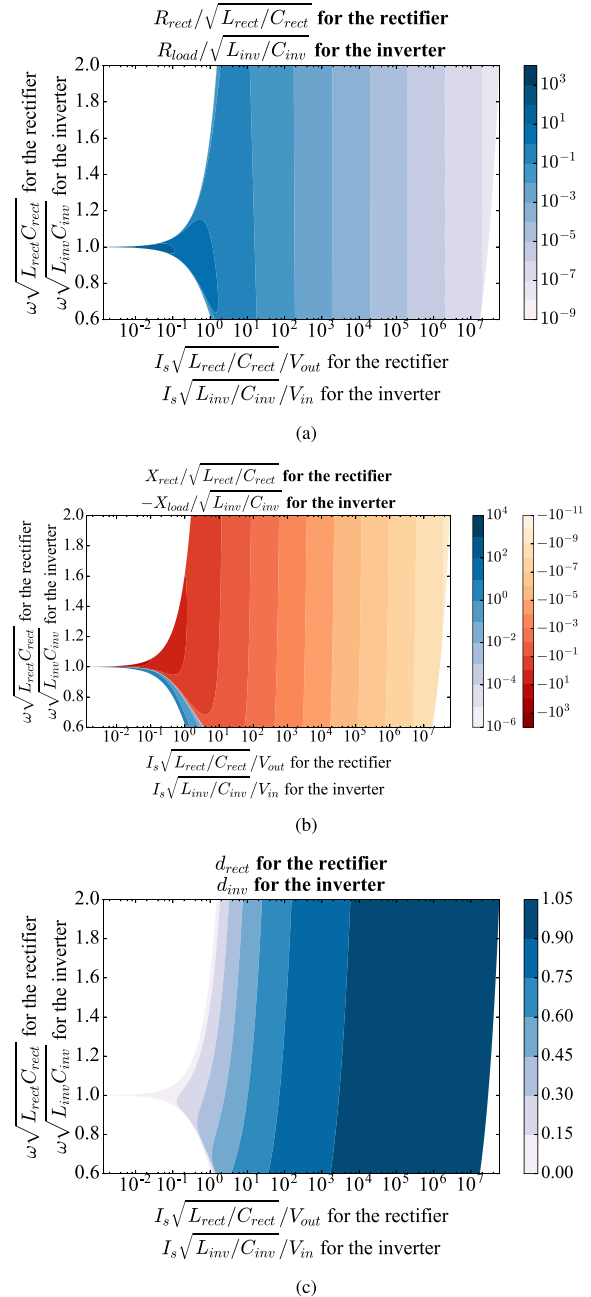 R_rect/√(L_rect/C_rect) for the rectifier
R_load/√(L_inv/C_inv) for the inverter
ω√(L_rect C_rect) for the rectifier
ω√(L_inv C_inv) for the inverter
2.0
1.8
1.6
1.4
1.2
1.0
0.8
0.6
10^-2 10^-1 10^0 10^1 10^2 10^3 10^4 10^5 10^6 10^7
10^3
10^1
10^-1
10^-3
10^-5
10^-6
10^-7
10^-9
I_s√(L_rect/C_rect)/V_out for the rectifier
I_s√(L_inv/C_inv)/V_in for the inverter
(a)
X_rect/√(L_rect/C_rect) for the rectifier
−X_load/√(L_inv/C_inv) for the inverter
ω√(L_rect C_rect) for the rectifier
ω√(L_inv C_inv) for the inverter
2.0
1.8
1.6
1.4
1.2
1.0
0.8
0.6
10^-2 10^-1 10^0 10^1 10^2 10^3 10^4 10^5 10^6 10^7
10^4
10^2
10^0
10^-2
10^-4
10^-6
−10^-11
−10^-9
−10^-7
−10^-5
−10^-3
−10^-1
−10^1
−10^3
I_s√(L_rect/C_rect)/V_out for the rectifier
I_s√(L_inv/C_inv)/V_in for the inverter
(b)
d_rect for the rectifier
d_inv for the inverter
ω√(L_rect C_rect) for the rectifier
ω√(L_inv C_inv) for the inverter
2.0
1.8
1.6
1.4
1.2
1.0
0.8
0.6
10^-2 10^-1 10^0 10^1 10^2 10^3 10^4 10^5 10^6 10^7
1.05
0.90
0.75
0.60
0.45
0.30
0.15
0.00
I_s√(L_rect/C_rect)/V_out for the rectifier
I_s√(L_inv/C_inv)/V_in for the inverter
(c)